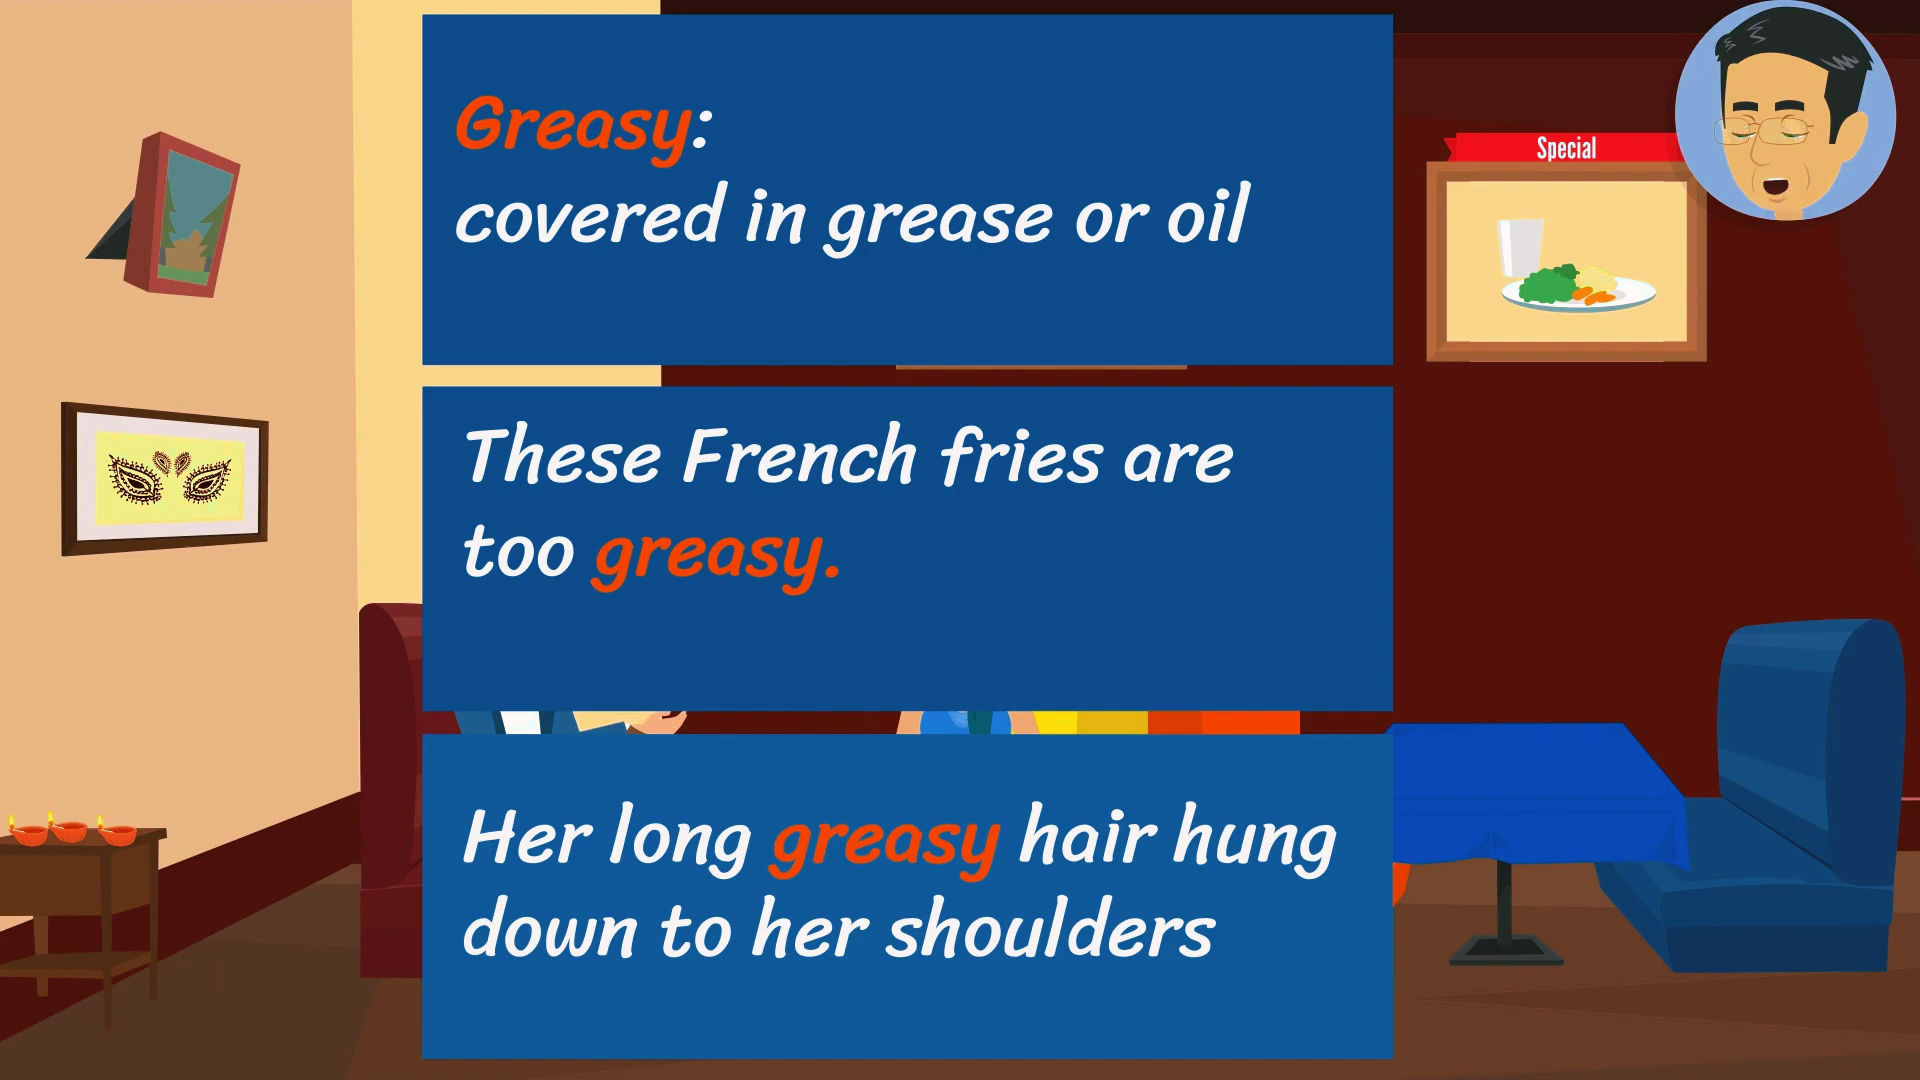 Greasy:
covered in grease or oil
Special
These French fries are
too greasy.
Her long greasy hair hung
down to her shoulders